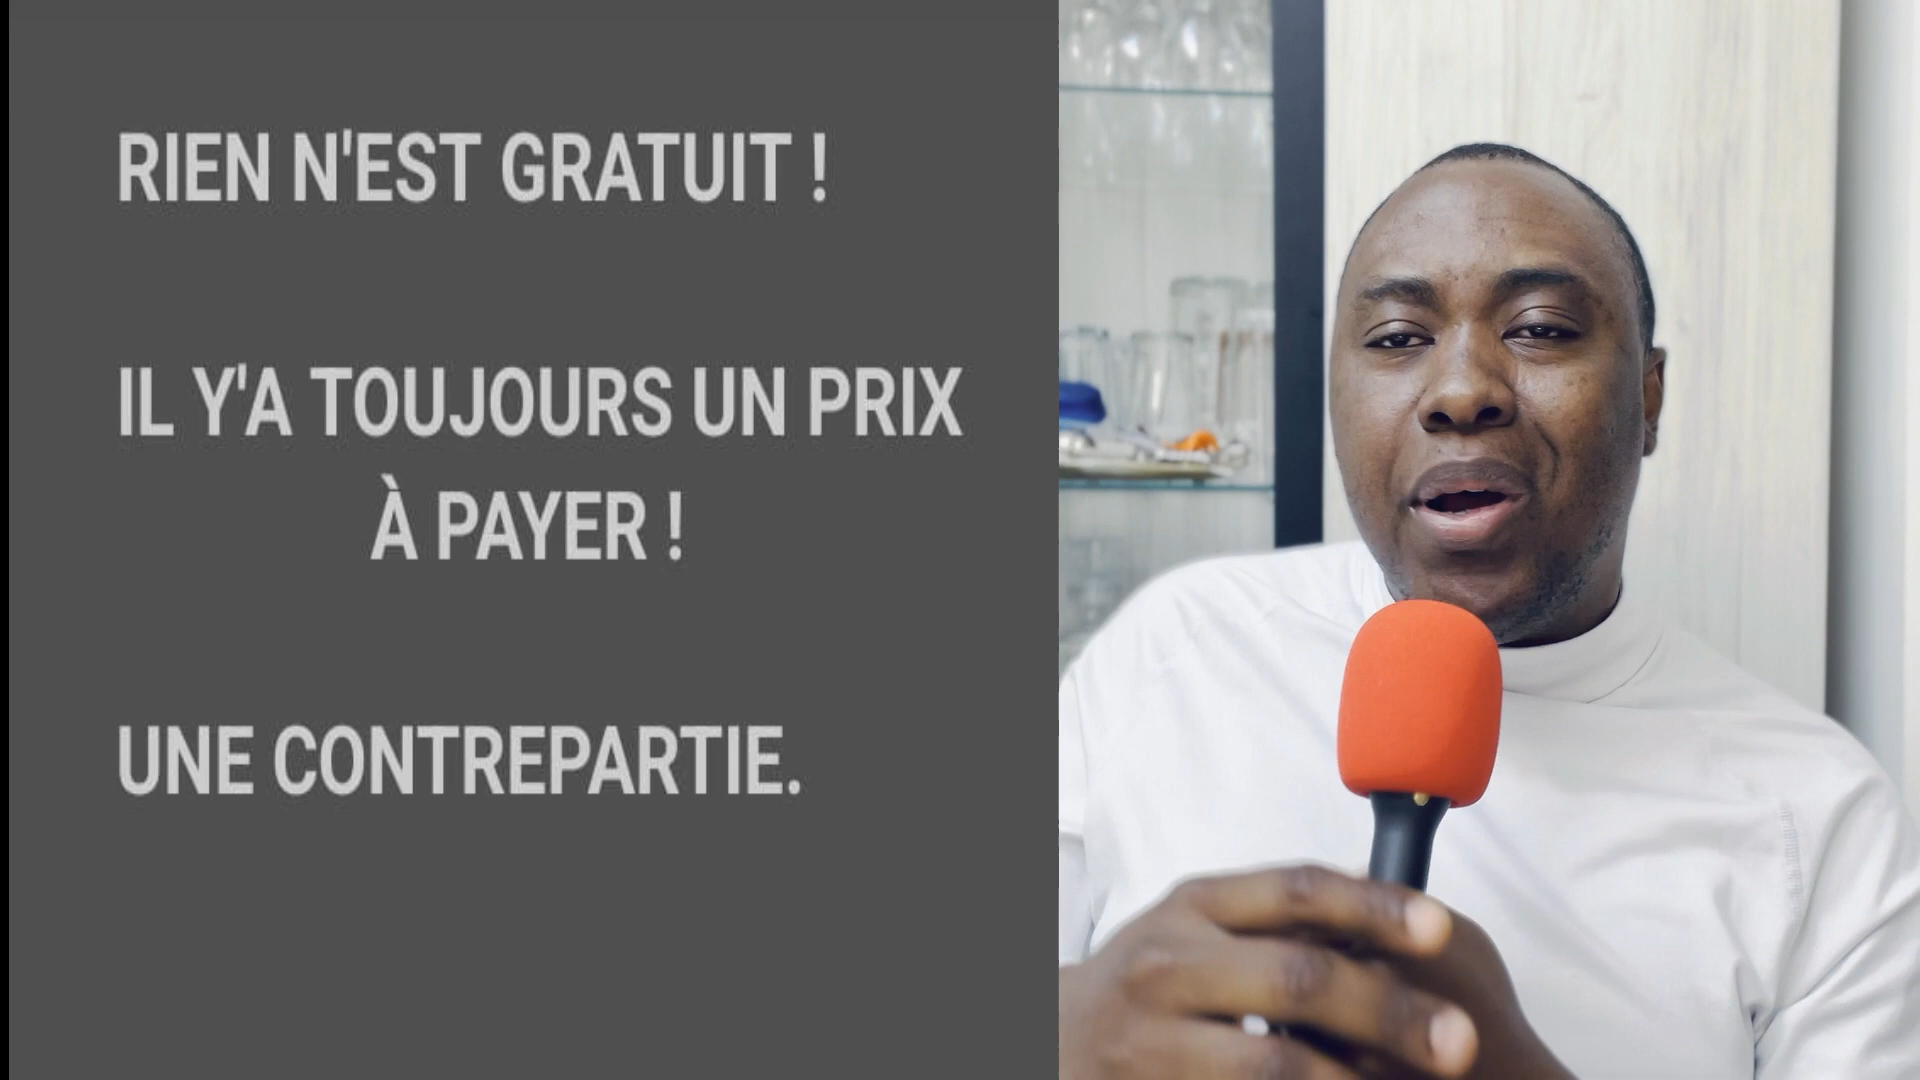 RIEN N'EST GRATUIT !
IL Y'A TOUJOURS UN PRIX
À PAYER !
UNE CONTREPARTIE.